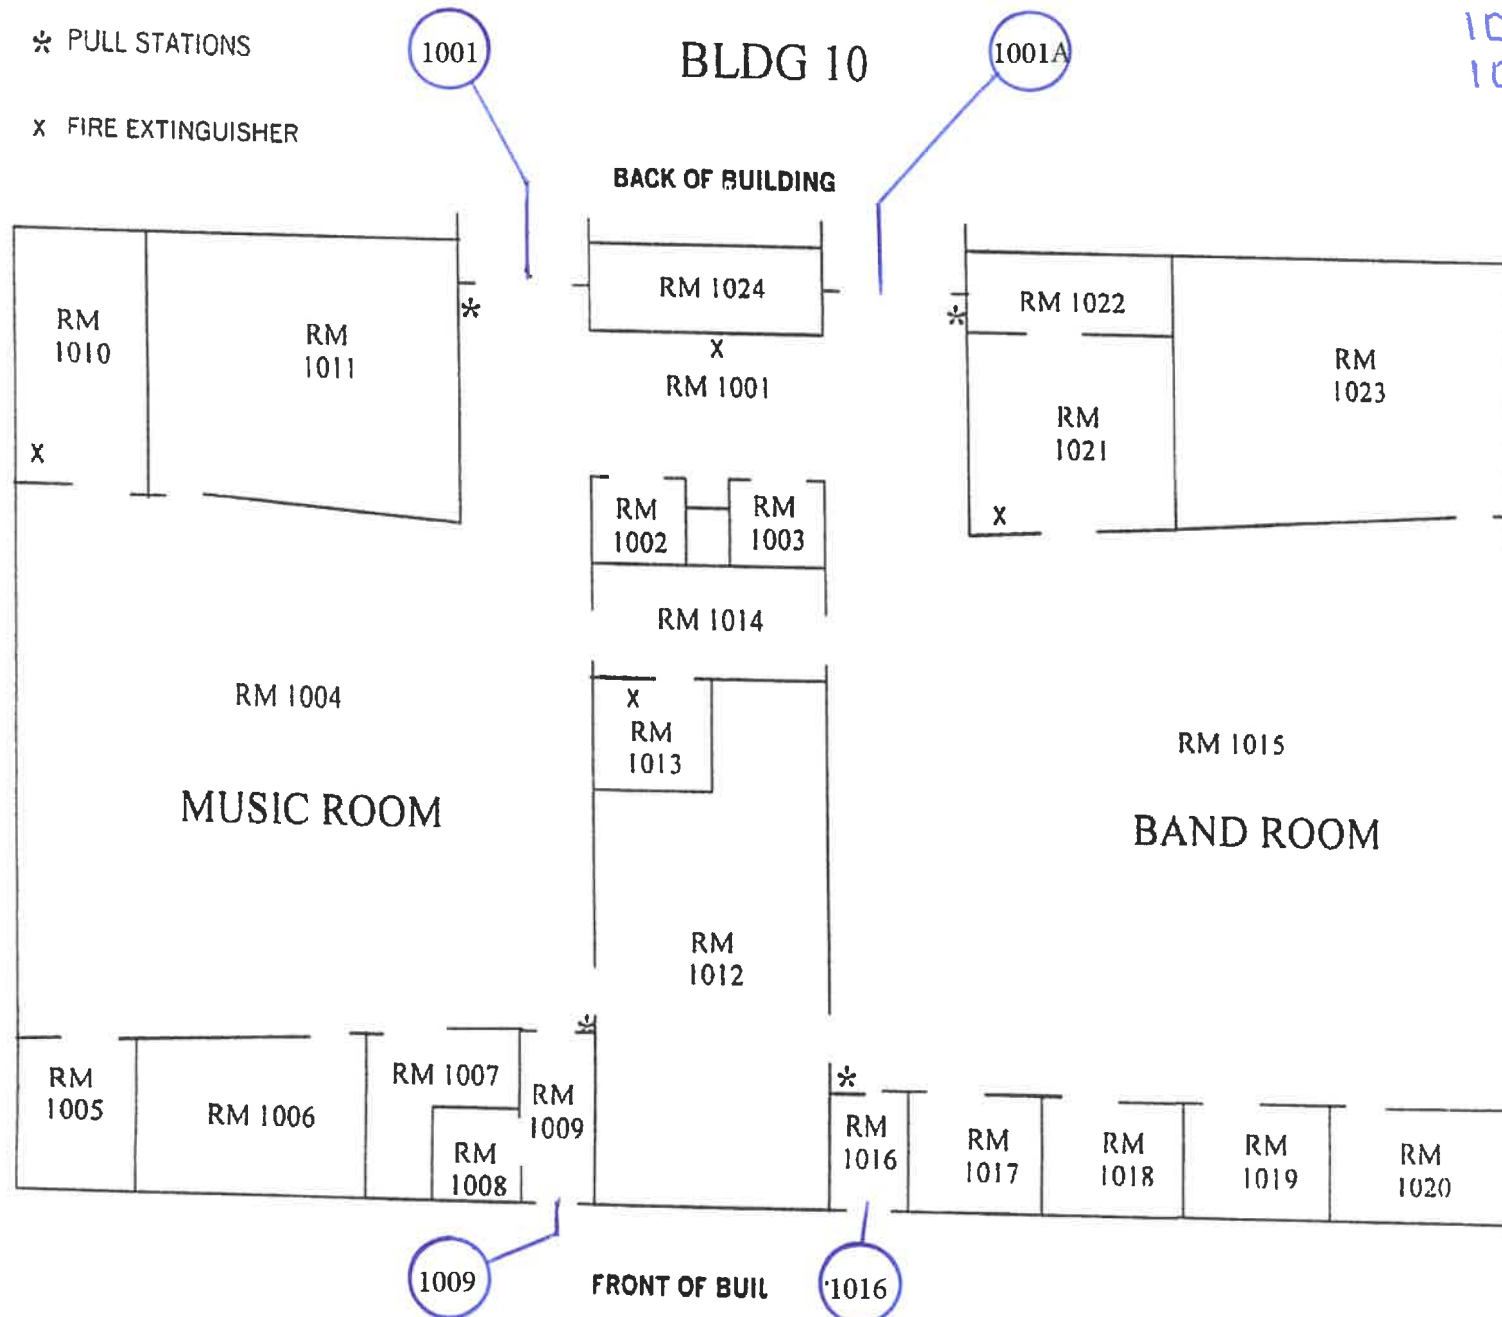 * PULL STATIONS
1001
BLDG 10
1001A
x FIRE EXTINGUISHER
BACK OF BUILDING
RM 1024
RM 1022
RM
1010
RM
1011
x
RM 1001
RM
1023
RM
1021
x
x
RM
1002
RM
1003
RM 1014
RM 1004
x
RM
1013
RM 1015
MUSIC ROOM
BAND ROOM
RM
1012
RM
1005
RM 1006
RM 1007
RM
1008
RM
1009
RM
1016
RM
1017
RM
1018
RM
1019
RM
1020
1009
FRONT OF BUIL
1016